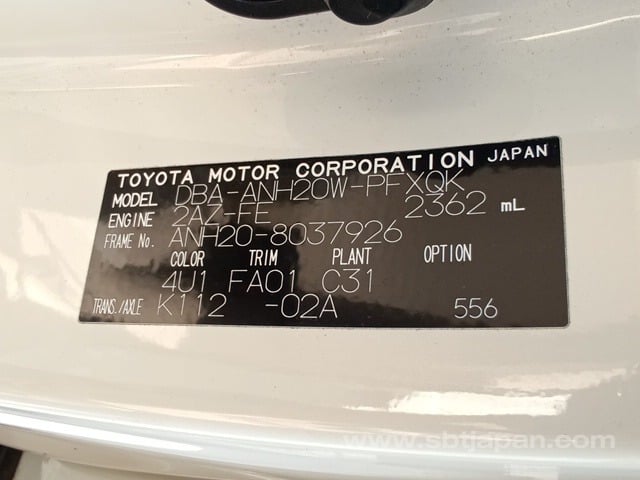 TOYOTA MOTOR CORPORATION JAPAN
MODEL DBA-ANH20W-PFXQK
ENGINE 2AZ-FE 2362 mL
FRAME No. ANH20-8037926
COLOR TRIM PLANT OPTION
4U1 FA01 C31
TRANS./AXLE K112 -02A 556
www.sbtjapan.com